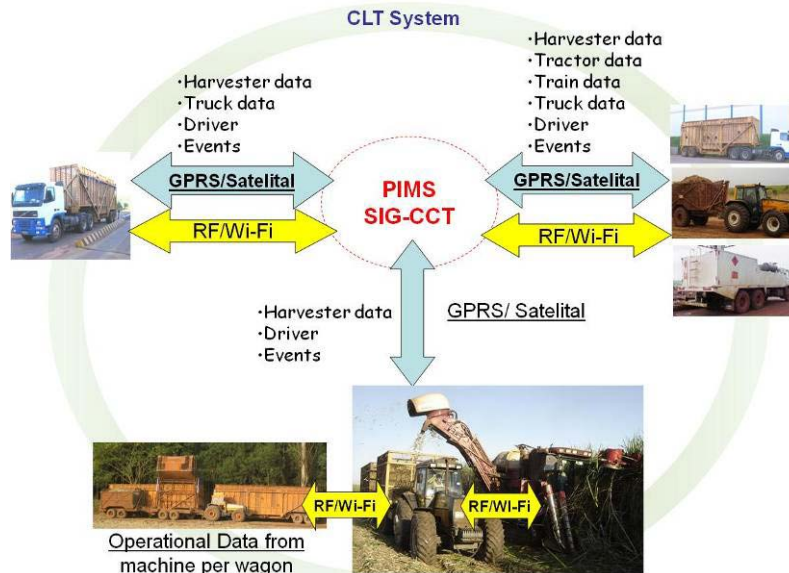 CLT System
·Harvester data
·Truck data
·Driver
·Events
GPRS/Satelital
RF/Wi-Fi
·Harvester data
·Tractor data
·Train data
·Truck data
·Driver
·Events
GPRS/Satelital
RF/Wi-Fi
PIMS
SIG-CCT
·Harvester data
·Driver
·Events
GPRS/ Satelital
RF/Wi-Fi
RF/WI-Fi
Operational Data from
machine per wagon